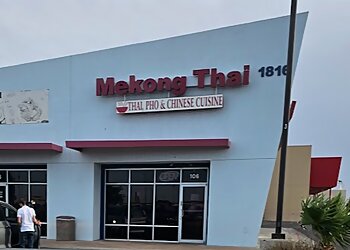 Mekong Thai
1816
THAI PHO & CHINESE CUISINE
106